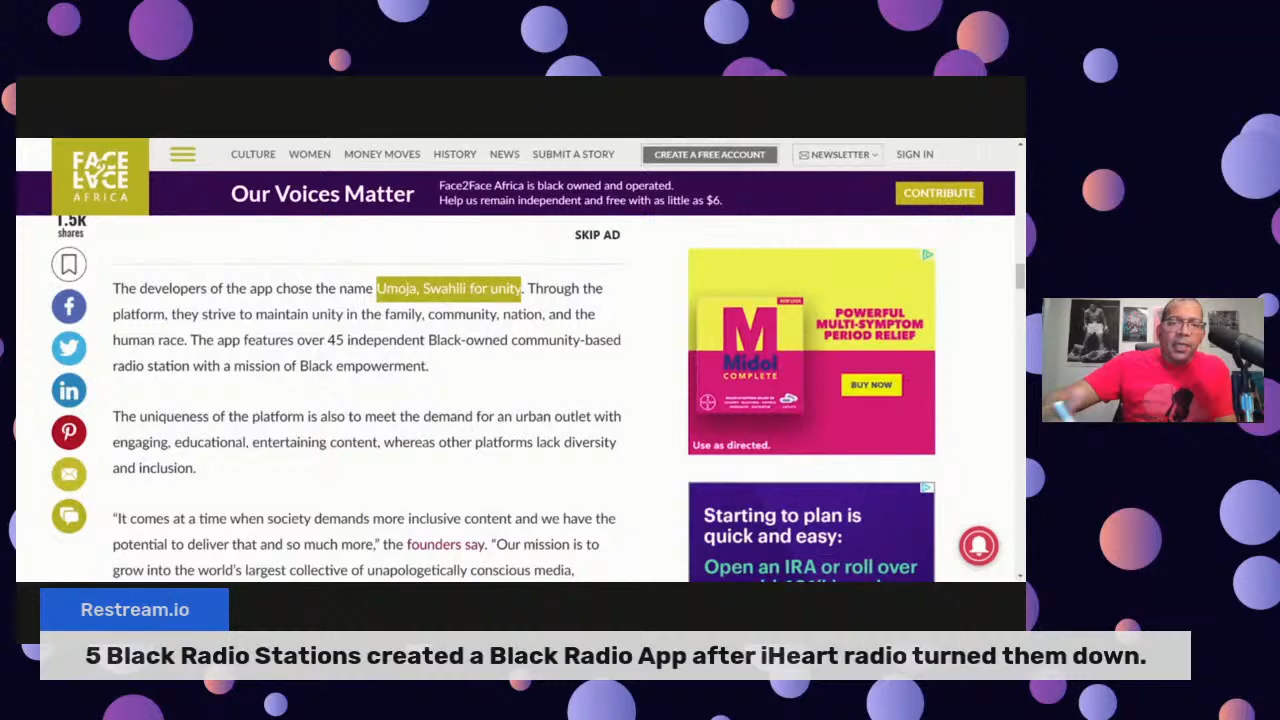 FACE
2
FACE
AFRICA
CULTURE WOMEN MONEY MOVES HISTORY NEWS SUBMIT A STORY CREATE A FREE ACCOUNT NEWSLETTER SIGN IN
Our Voices Matter
Face2Face Africa is black owned and operated.
Help us remain independent and free with as little as $6.
CONTRIBUTE
1.5K
shares
SKIP AD
The developers of the app chose the name Umoja, Swahili for unity. Through the
platform, they strive to maintain unity in the family, community, nation, and the
human race. The app features over 45 independent Black-owned community-based
radio station with a mission of Black empowerment.
The uniqueness of the platform is also to meet the demand for an urban outlet with
engaging, educational, entertaining content, whereas other platforms lack diversity
and inclusion.
“It comes at a time when society demands more inclusive content and we have the
potential to deliver that and so much more,” the founders say. “Our mission is to
grow into the world’s largest collective of unapologetically conscious media,
M
Midol
COMPLETE
POWERFUL
MULTI-SYMPTOM
PERIOD RELIEF
BUY NOW
Use as directed.
Starting to plan is
quick and easy:
Open an IRA or roll over
Restream.io
5 Black Radio Stations created a Black Radio App after iHeart radio turned them down.